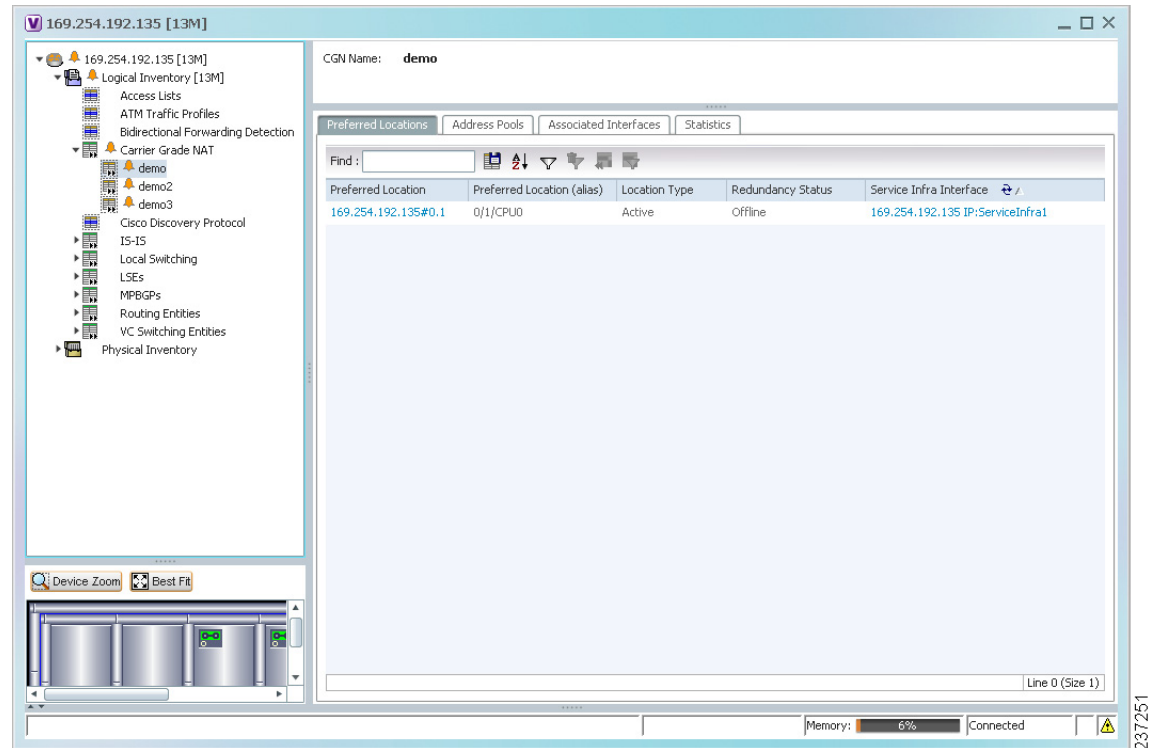 169.254.192.135 [13M]
169.254.192.135 [13M]
Logical Inventory [13M]
Access Lists
ATM Traffic Profiles
Bidirectional Forwarding Detection
Carrier Grade NAT
demo
demo2
demo3
Cisco Discovery Protocol
IS-IS
Local Switching
LSEs
MPBGPs
Routing Entities
VC Switching Entities
Physical Inventory
Device Zoom Best Fit
CGN Name: demo
Preferred Locations Address Pools Associated Interfaces Statistics
Find :
Preferred Location Preferred Location (alias) Location Type Redundancy Status Service Infra Interface
169.254.192.135#0.1 0/1/CPU0 Active Offline 169.254.192.135 IP:ServiceInfra1
Line 0 (Size 1)
Memory: 6% Connected
237251